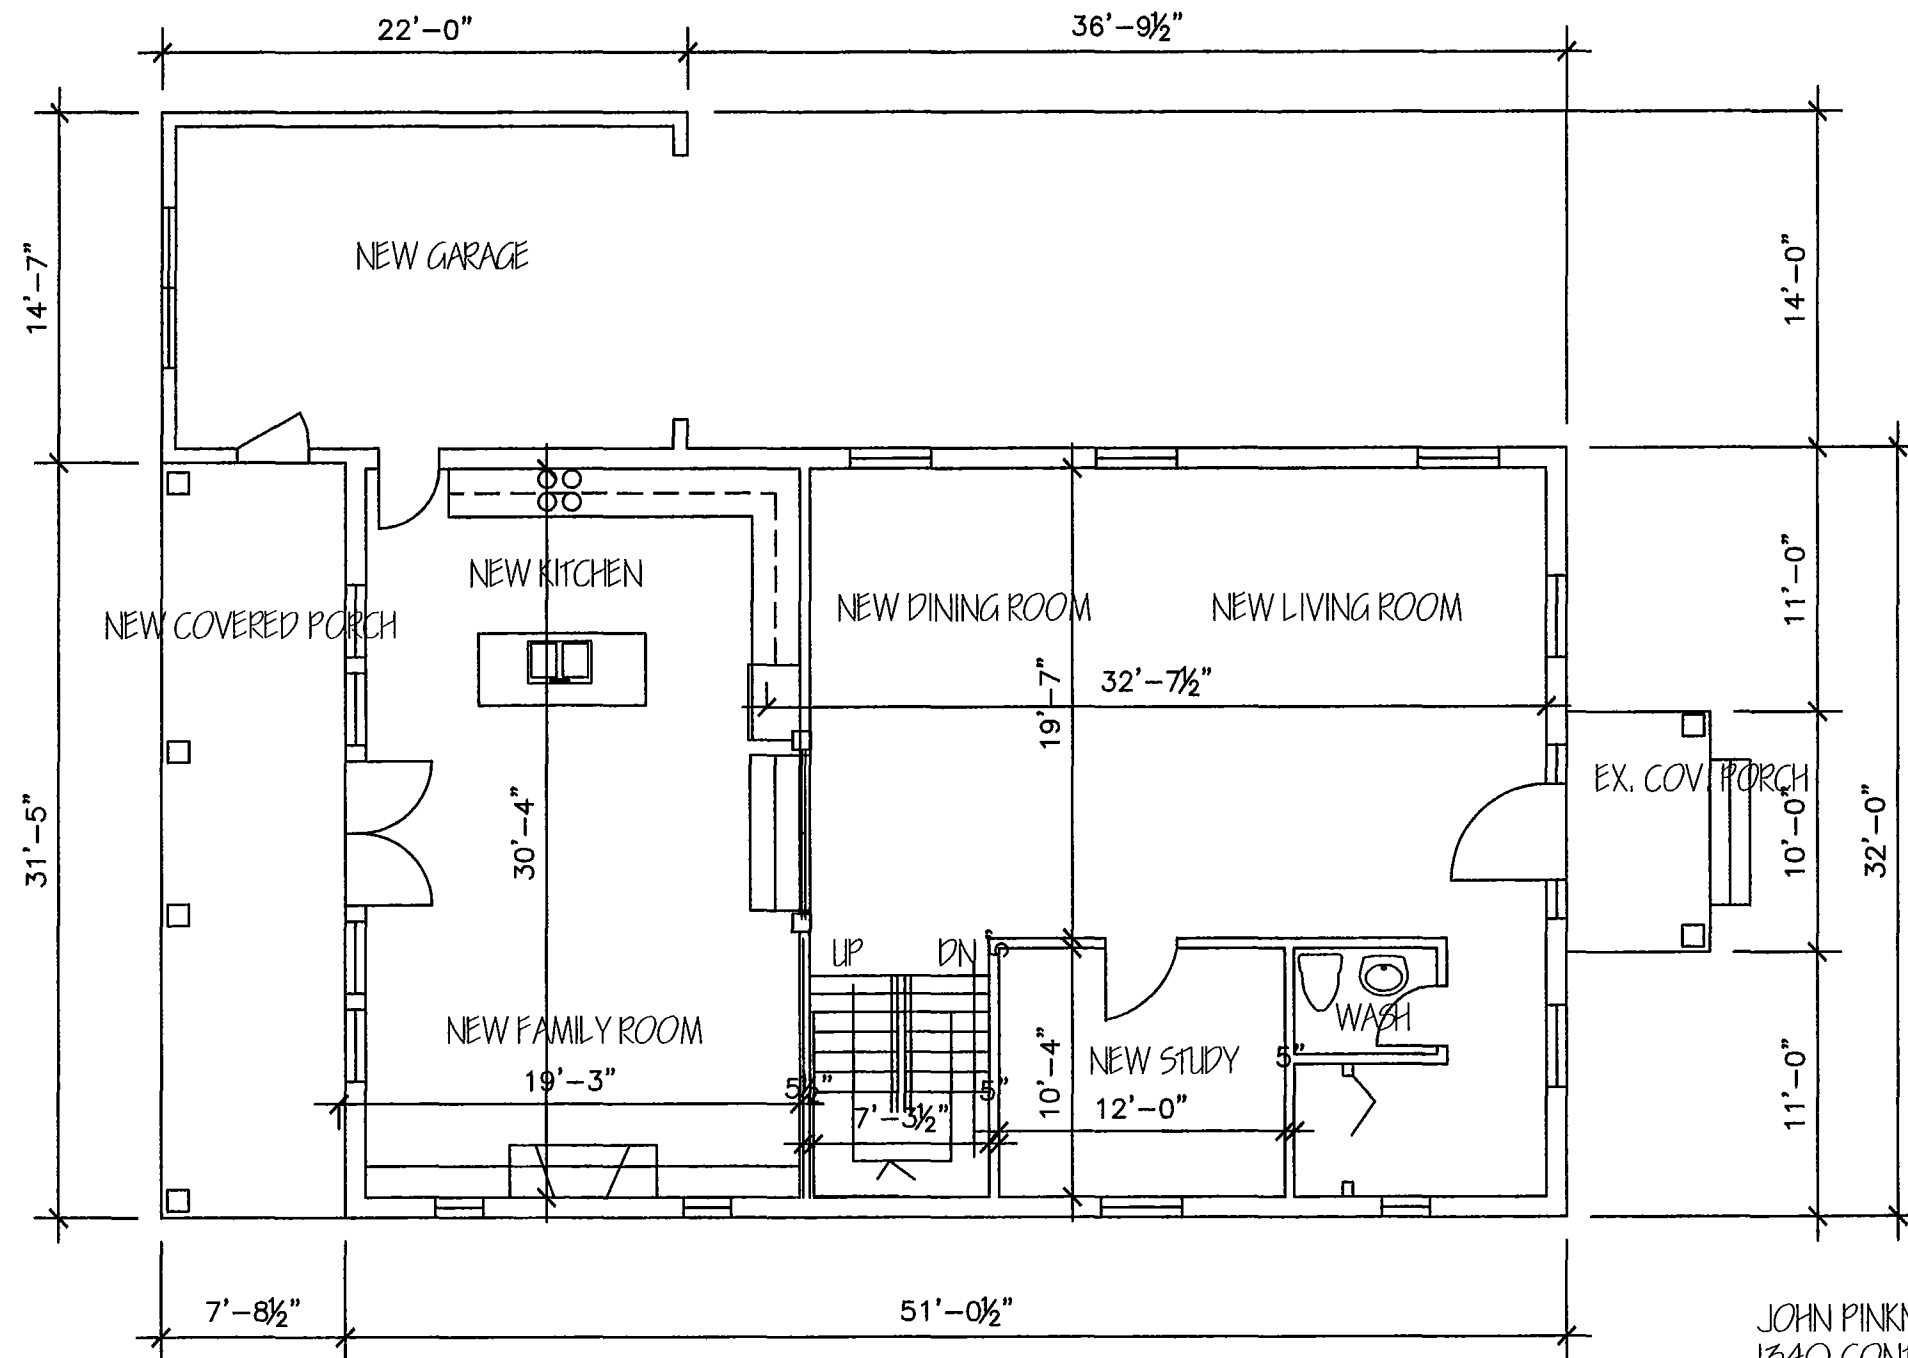 22'-0"
36'-9½"
14'-7"
NEW GARAGE
14'-0"
NEW KITCHEN
11'-0"
NEW COVERED PORCH
NEW DINING ROOM
NEW LIVING ROOM
19'-7"
32'-7½"
EX. COV. PORCH
31'-5"
30'-4"
10'-0"
32'-0"
UP
DN
5"
WASH
NEW FAMILY ROOM
NEW STUDY
5"
19'-3"
5½"
5"
10'-4"
12'-0"
7'-3½"
11'-0"
7'-8½"
51'-0½"
JOHN